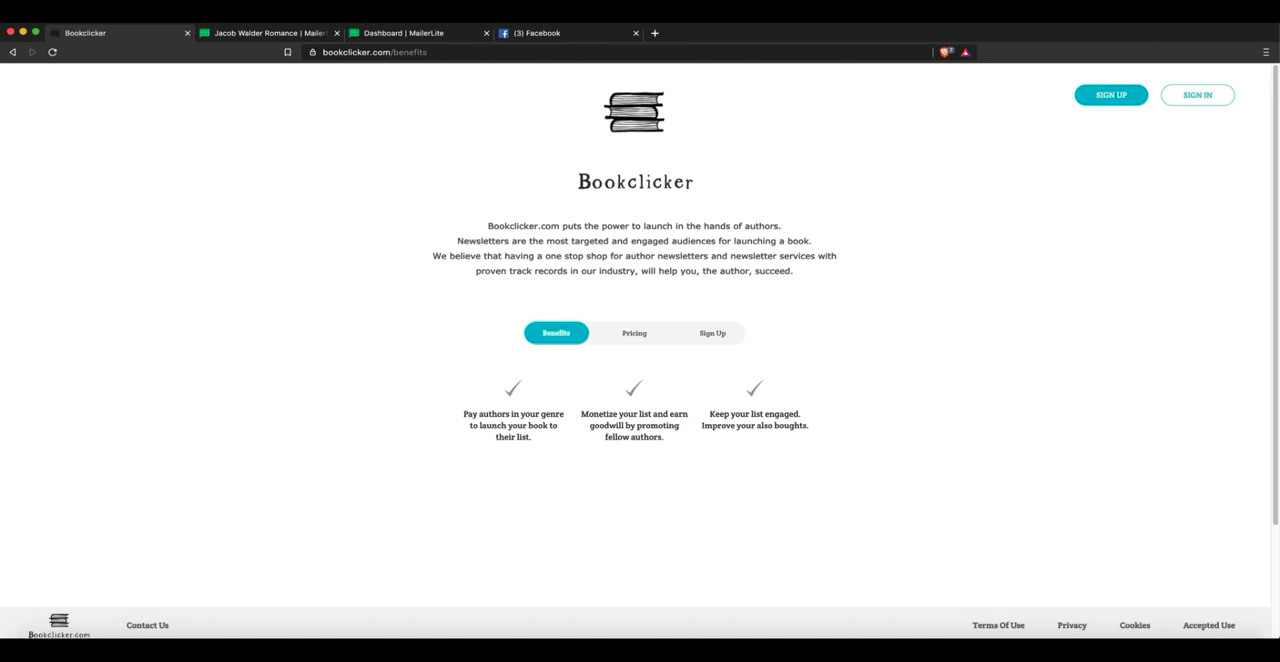 Bookclicker
Jacob Walder Romance | Mailer
Dashboard | MailerLite
(3) Facebook
bookclicker.com/benefits
7
SIGN UP
SIGN IN
Bookclicker
Bookclicker.com puts the power to launch in the hands of authors.
Newsletters are the most targeted and engaged audiences for launching a book.
We believe that having a one stop shop for author newsletters and newsletter services with
proven track records in our industry, will help you, the author, succeed.
Benefits
Pricing
Sign Up
Pay authors in your genre
to launch your book to
their list.
Monetize your list and earn
goodwill by promoting
fellow authors.
Keep your list engaged.
Improve your also boughts.
Bookclicker.com
Contact Us
Terms Of Use
Privacy
Cookies
Accepted Use